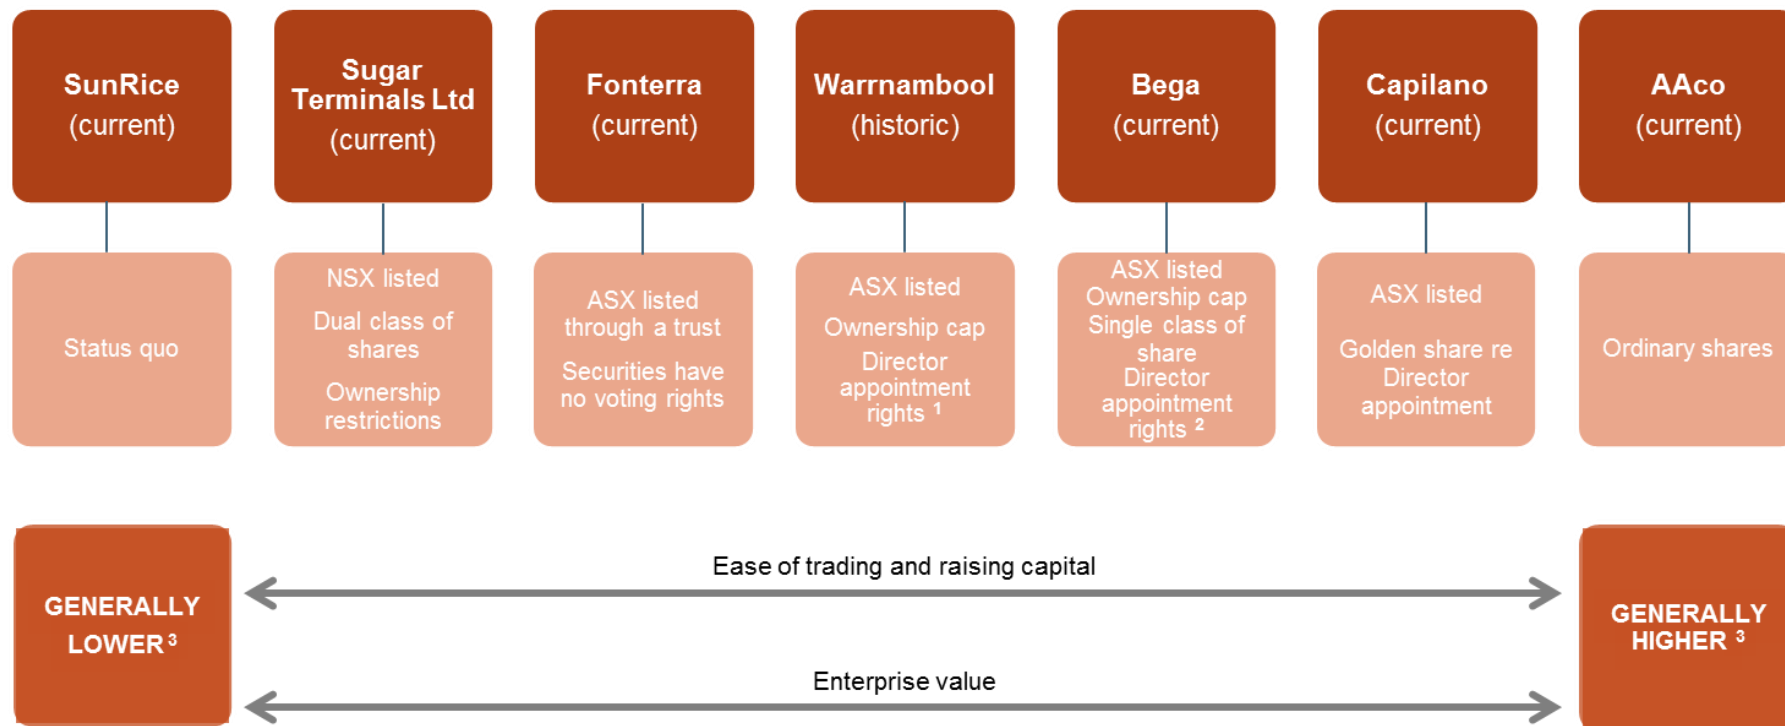 SunRice
(current)
Sugar
Terminals Ltd
(current)
Fonterra
(current)
Warrnambool
(historic)
Bega
(current)
Capilano
(current)
AAco
(current)
Status quo
NSX listed
Dual class of
shares
Ownership
restrictions
ASX listed
through a trust
Securities have
no voting rights
ASX listed
Ownership cap
Director
appointment
rights 1
ASX listed
Ownership cap
Single class of
share
Director
appointment
rights 2
ASX listed
Golden share re
Director
appointment
Ordinary shares
GENERALLY
LOWER 3
Ease of trading and raising capital
Enterprise value
GENERALLY
HIGHER 3